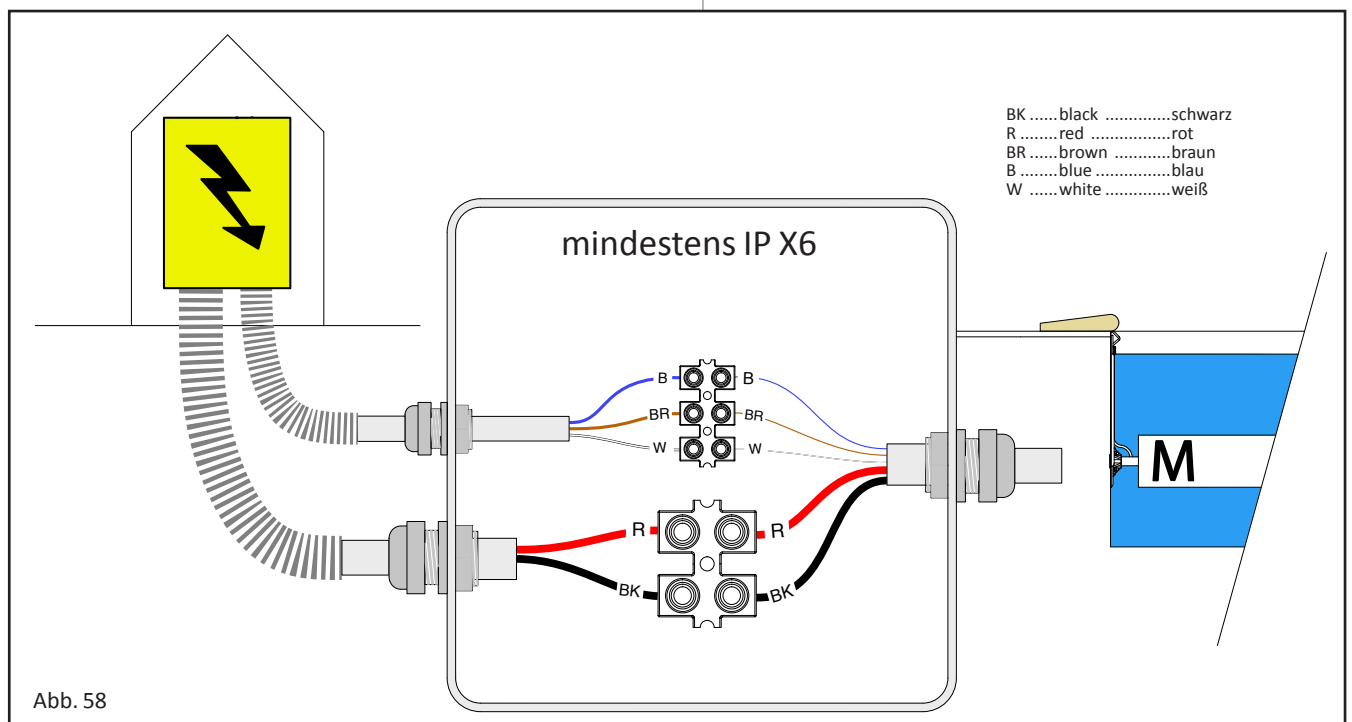 BK ......black ..............schwarz
R ........red .................rot
BR ......brown ...........braun
B ........blue ...............blau
W ......white ..............weiß
mindestens IP X6
B B
BR BR
W W
M
R R
BK BK
Abb. 58